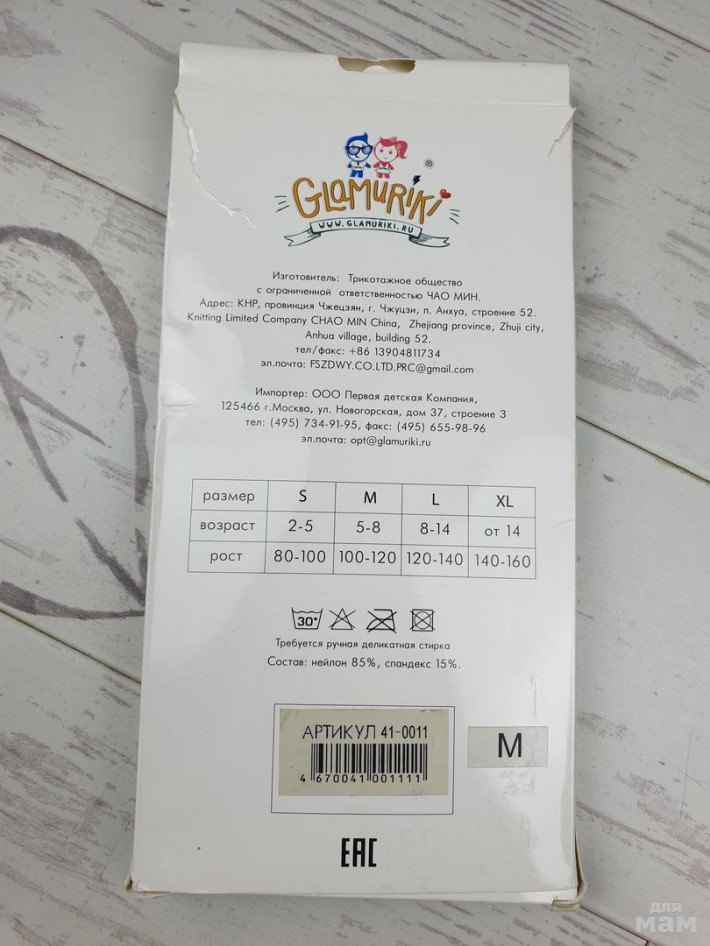 GLAMURIKI
®
WWW.GLAMURIKI.RU
Изготовитель: Трикотажное общество
с ограниченной ответственностью ЧАО МИН.
Адрес: КНР, провинция Чжецзян, г. Чжуцзи, п. Анхуа, строение 52.
Knitting Limited Company CHAO MIN China, Zhejiang province, Zhuji city,
Anhua village, building 52.
тел/факс: +86 13904811734
эл.почта: FSZDWY.CO.LTD.PRC@gmail.com
Импортер: ООО Первая детская Компания,
125466 г.Москва, ул. Новогорская, дом 37, строение 3
тел: (495) 734-91-95, факс: (495) 655-98-96
эл.почта: opt@glamuriki.ru
размер S M L XL
возраст 2-5 5-8 8-14 от 14
рост 80-100 100-120 120-140 140-160
30°
Требуется ручная деликатная стирка
Состав: нейлон 85%, спандекс 15%.
АРТИКУЛ 41-0011
4 670041 001111
M
EAC
для
мам